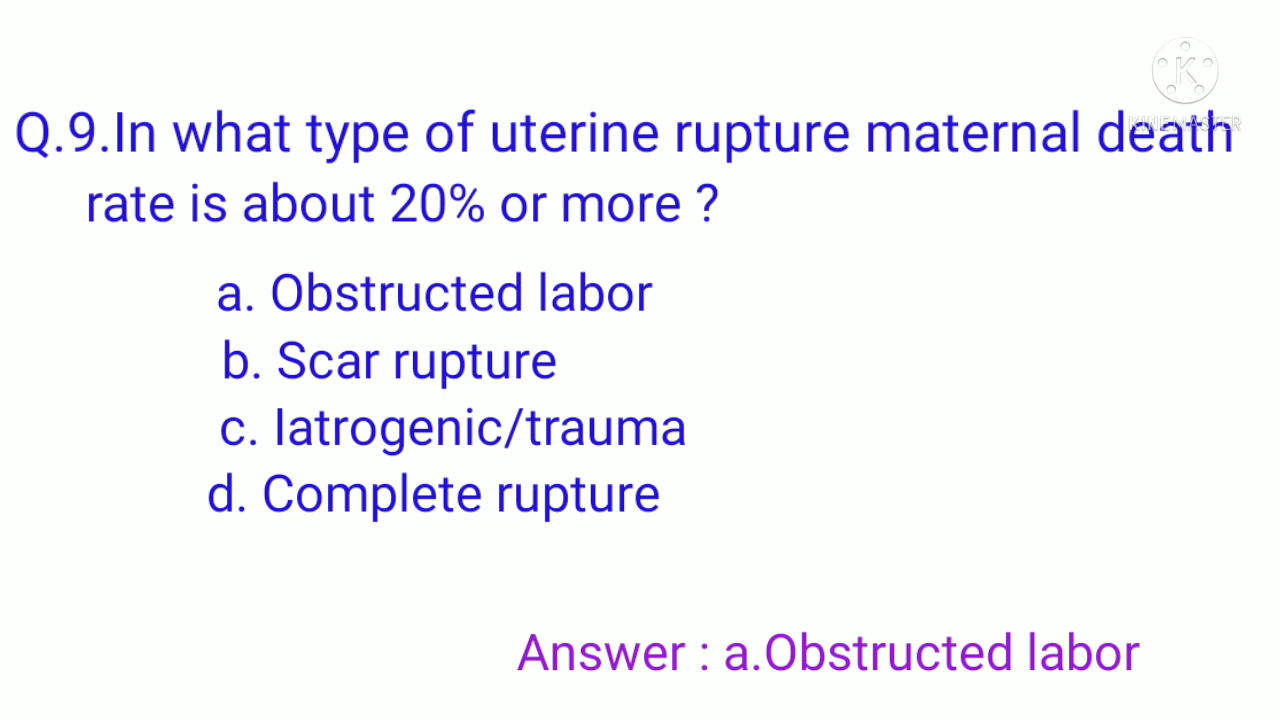 K
KINEMASTER
Q.9.In what type of uterine rupture maternal death
rate is about 20% or more ?
a. Obstructed labor
b. Scar rupture
c. Iatrogenic/trauma
d. Complete rupture
Answer : a.Obstructed labor